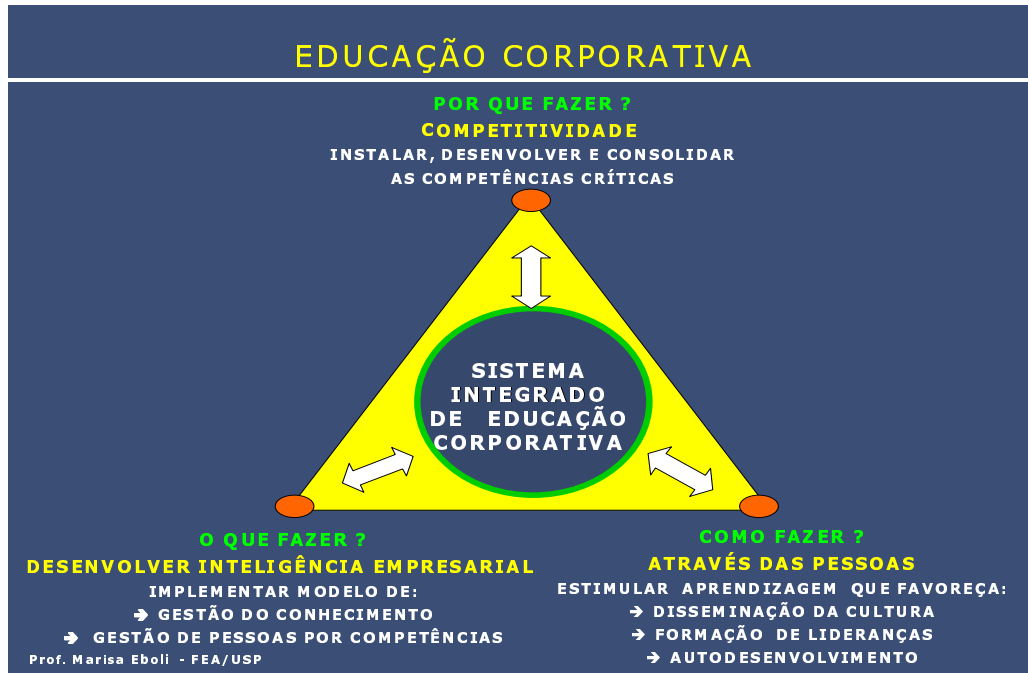 EDUCAÇÃO CORPORATIVA
POR QUE FAZER ?
COMPETITIVIDADE
INSTALAR, DESENVOLVER E CONSOLIDAR
AS COMPETÊNCIAS CRÍTICAS
SISTEMA
INTEGRADO
DE EDUCAÇÃO
CORPORATIVA
O QUE FAZER ?
DESENVOLVER INTELIGÊNCIA EMPRESARIAL
IMPLEMENTAR MODELO DE:
➔ GESTÃO DO CONHECIMENTO
➔ GESTÃO DE PESSOAS POR COMPETÊNCIAS
Prof. Marisa Eboli - FEA/USP
COMO FAZER ?
ATRAVÉS DAS PESSOAS
ESTIMULAR APRENDIZAGEM QUE FAVOREÇA:
➔ DISSEMINAÇÃO DA CULTURA
➔ FORMAÇÃO DE LIDERANÇAS
➔ AUTODESENVOLVIMENTO